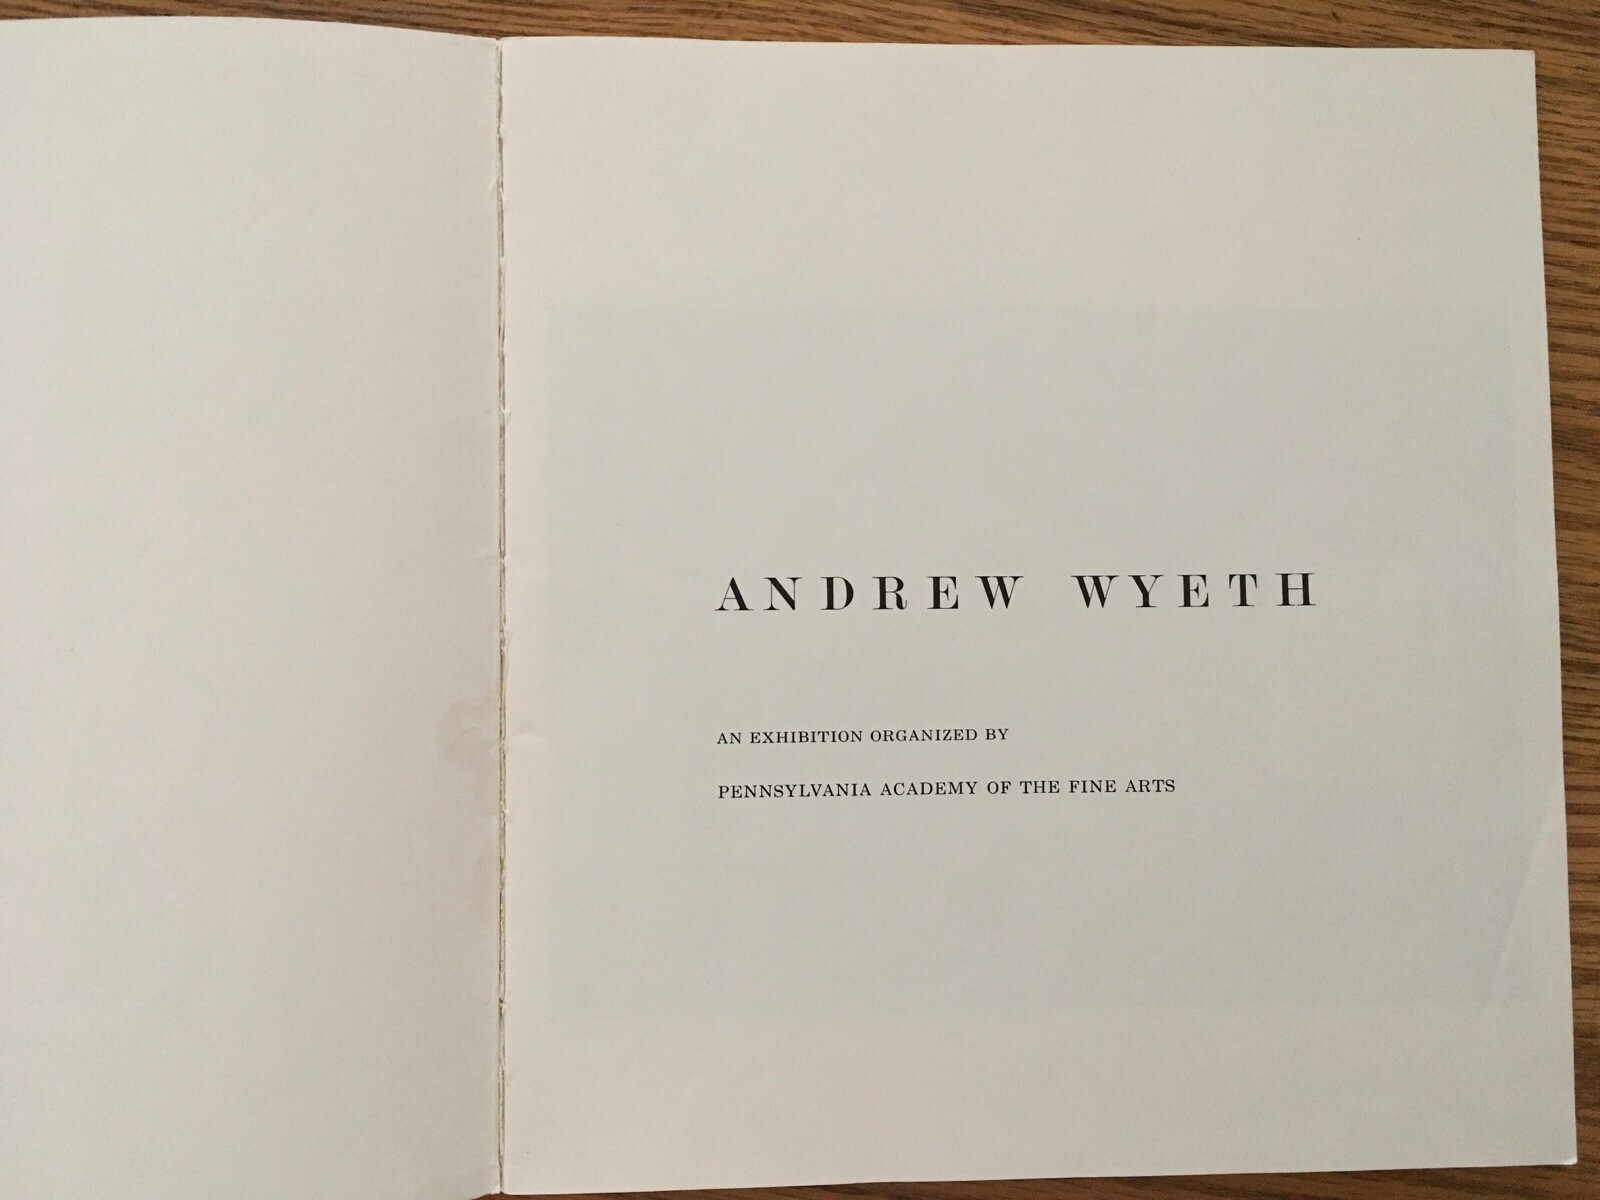 ANDREW WYETH
AN EXHIBITION ORGANIZED BY
PENNSYLVANIA ACADEMY OF THE FINE ARTS